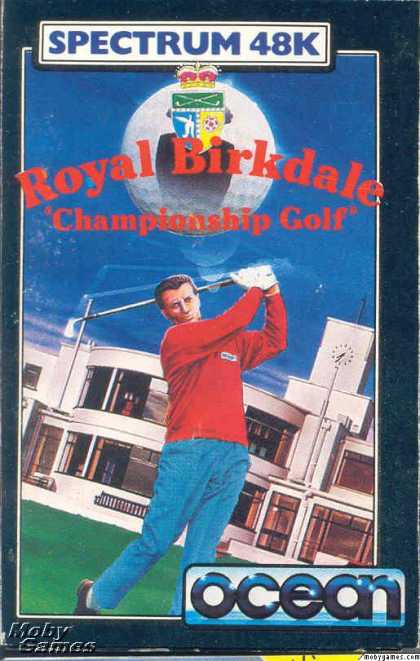 SPECTRUM 48K
Royal Birkdale
"Championship Golf"
ocean
Moby
Games
mobygames.com